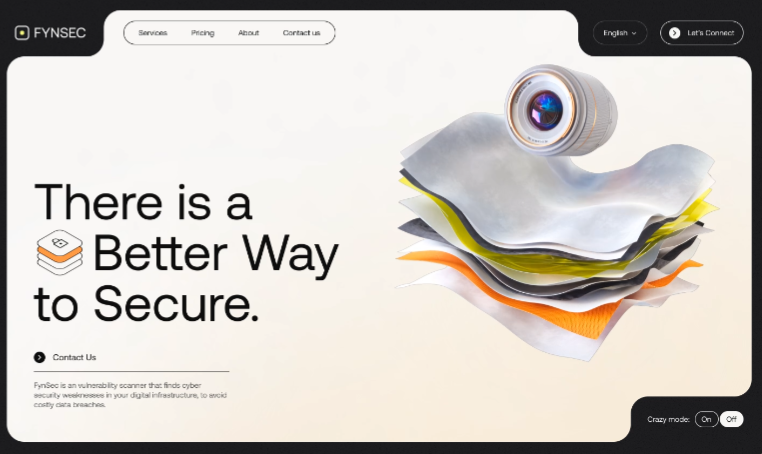 FYNSEC
Services Pricing About Contact us
English
Let's Connect
There is a
Better Way
to Secure.
Contact Us
FynSec is an vulnerability scanner that finds cyber
security weaknesses in your digital infrastructure, to avoid
costly data breaches.
Crazy mode: On Off